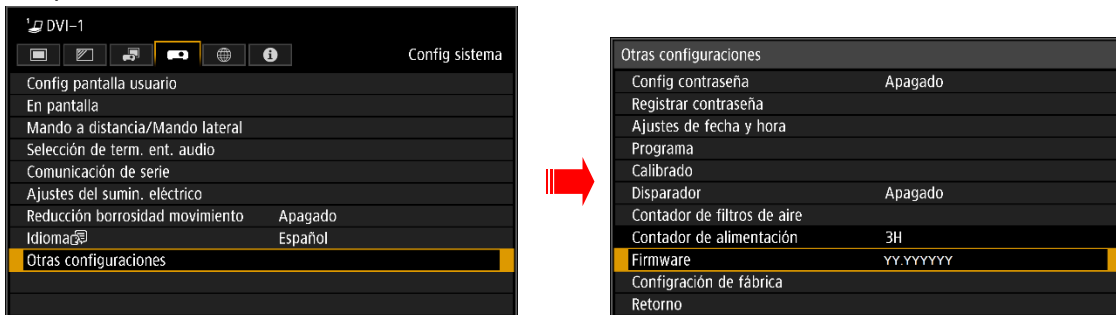 DVI-1
Config sistema
Config pantalla usuario
En pantalla
Mando a distancia/Mando lateral
Selección de term. ent. audio
Comunicación de serie
Ajustes del sumin. eléctrico
Reducción borrosidad movimiento Apagado
Idioma Español
Otras configuraciones
Otras configuraciones
Config contraseña Apagado
Registrar contraseña
Ajustes de fecha y hora
Programa
Calibrado
Disparador Apagado
Contador de filtros de aire
Contador de alimentación 3H
Firmware YY.YYYYYY
Configración de fábrica
Retorno